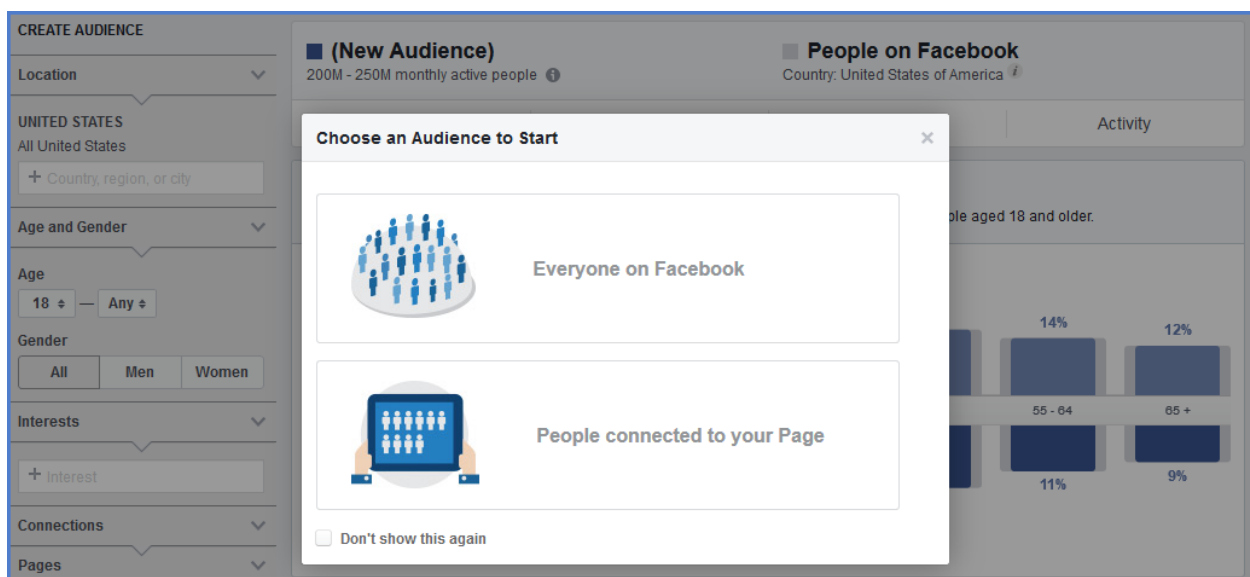 CREATE AUDIENCE
Location
UNITED STATES
All United States
+ Country, region, or city
Age and Gender
Age
18 — Any
Gender
All Men Women
Interests
+ Interest
Connections
Pages
(New Audience)
200M - 250M monthly active people i
People on Facebook
Country: United States of America i
Activity
ple aged 18 and older.
Choose an Audience to Start ×
Everyone on Facebook
People connected to your Page
Don't show this again
14% 12%
55 - 64 65 +
11% 9%